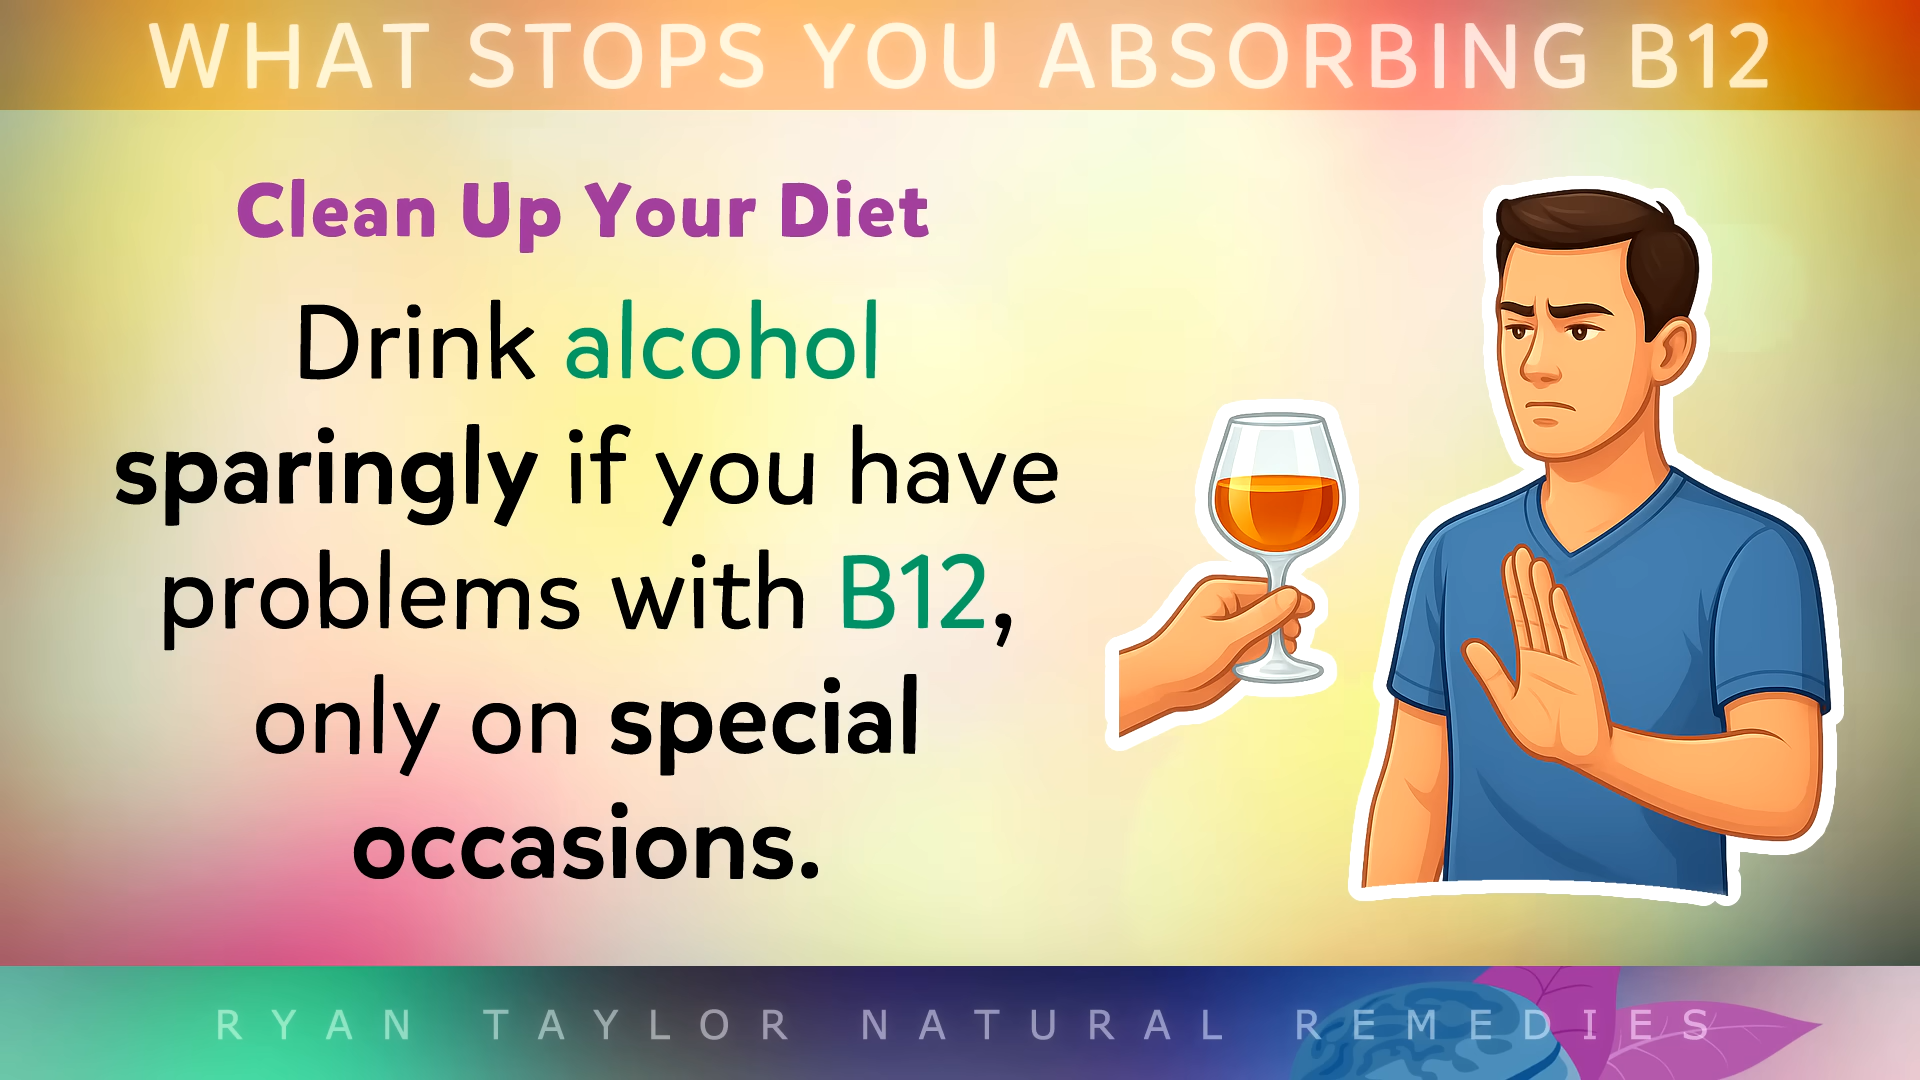 WHAT STOPS YOU ABSORBING B12
Clean Up Your Diet
Drink alcohol
sparingly if you have
problems with B12,
only on special
occasions.
RYAN TAYLOR NATURAL REMEDIES